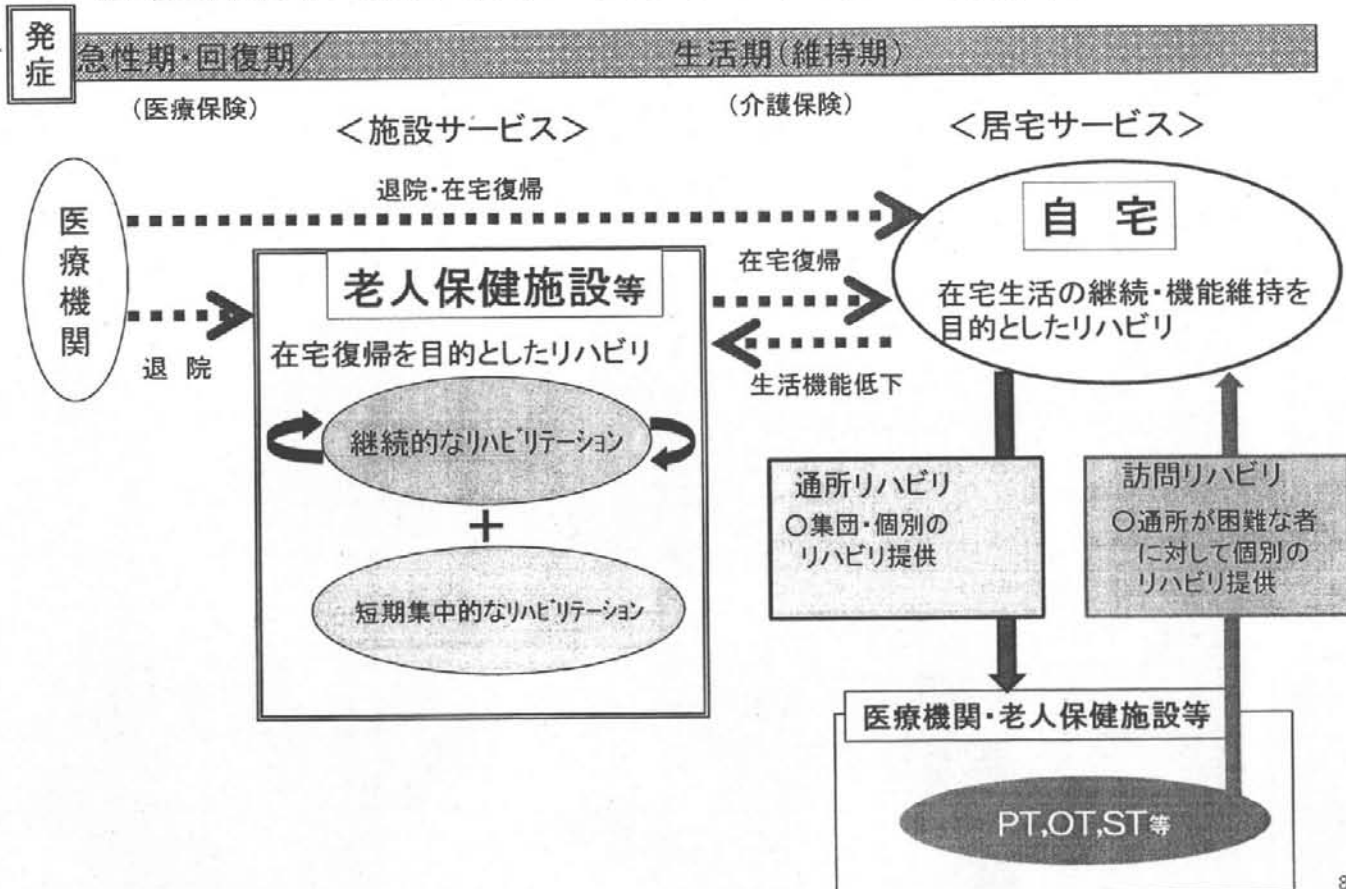 発
症
急性期・回復期
生活期(維持期)
(医療保険)
(介護保険)
＜施設サービス＞
＜居宅サービス＞
医
療
機
関
退院・在宅復帰
退 院
老人保健施設等
在宅復帰を目的としたリハビリ
継続的なﾘﾊﾋﾞﾘﾃｰｼｮﾝ
＋
短期集中的なﾘﾊﾋﾞﾘﾃｰｼｮﾝ
在宅復帰
生活機能低下
自 宅
在宅生活の継続・機能維持を
目的としたリハビリ
通所リハビリ
○集団・個別の
リハビリ提供
訪問リハビリ
○通所が困難な者
に対して個別の
リハビリ提供
医療機関・老人保健施設等
PT,OT,ST等